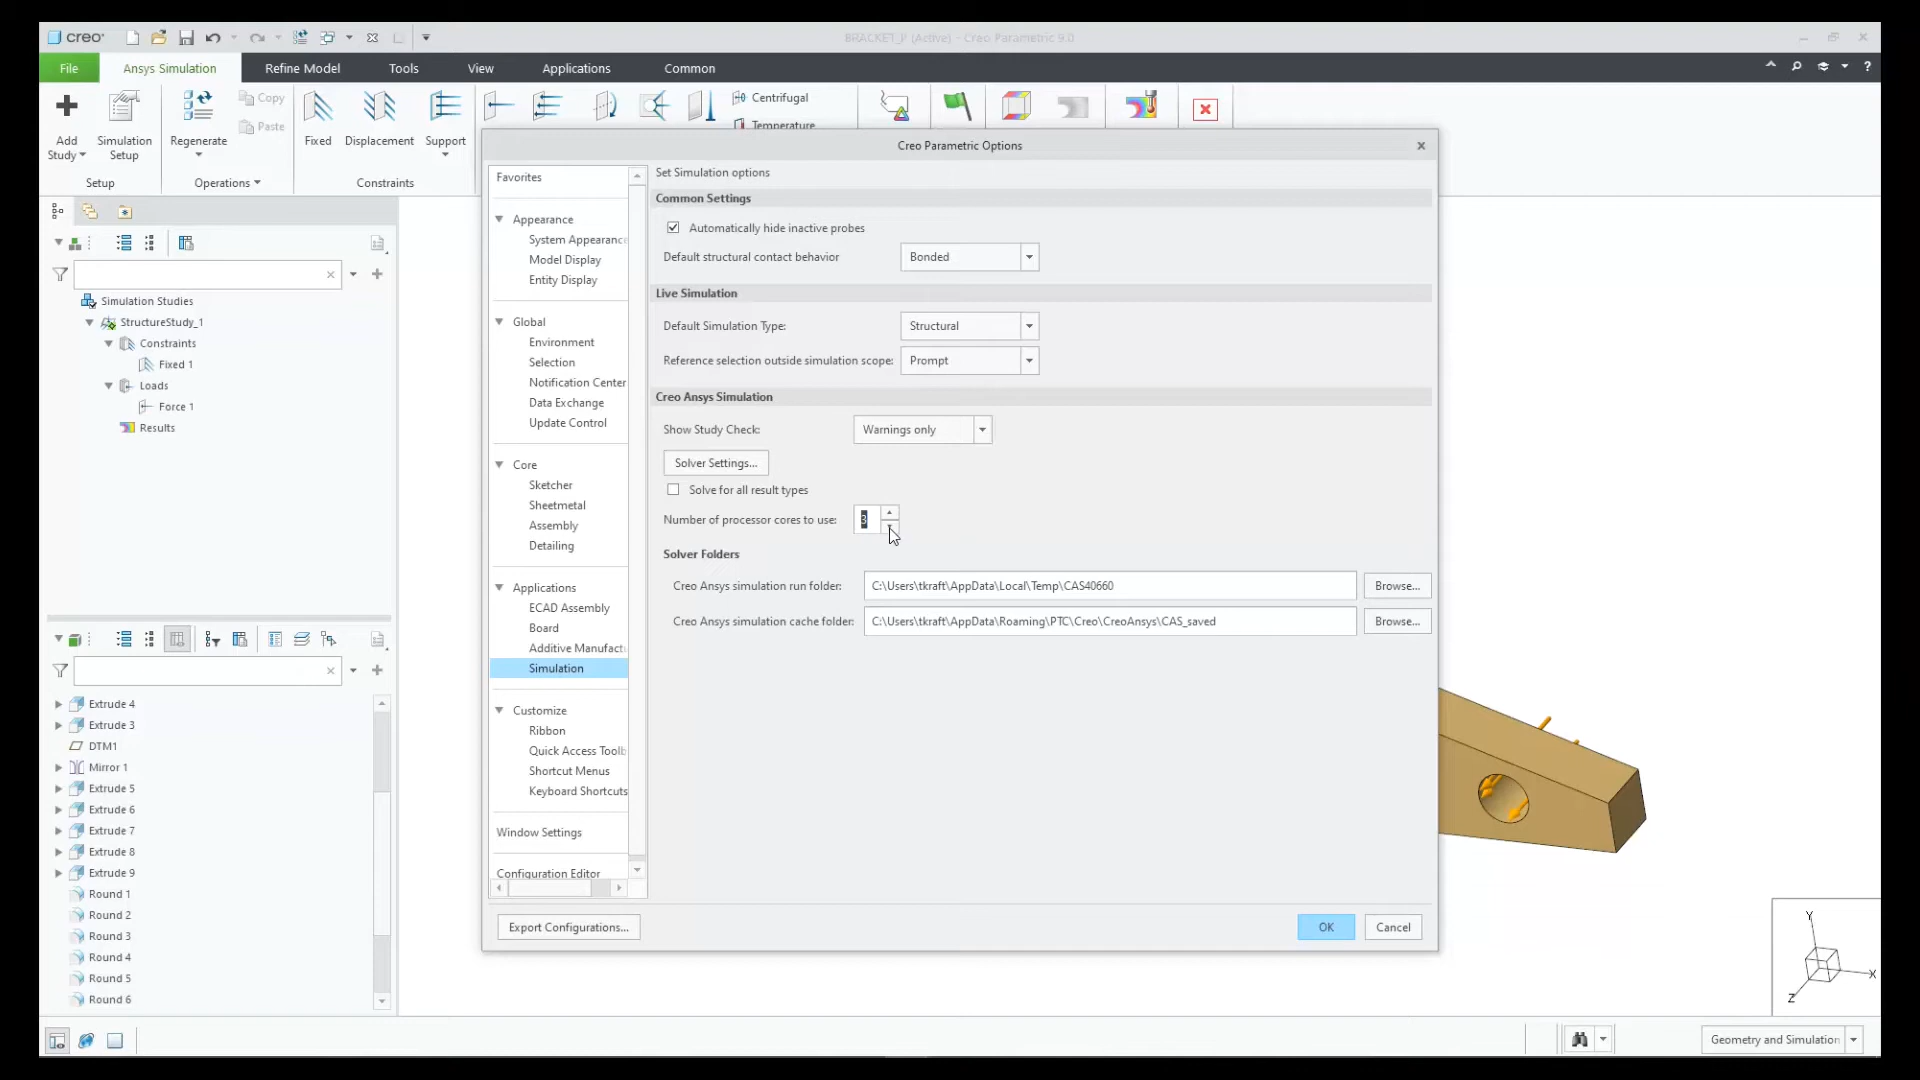 creo
BRACKET_P (Active) - Creo Parametric 9.0
File
Ansys Simulation
Refine Model
Tools
View
Applications
Common
?
Add
Study
Simulation
Setup
Setup
Regenerate
Copy
Paste
Operations
Fixed
Displacement
Support
Constraints
Centrifugal
Temperature
Simulation Studies
StructureStudy_1
Constraints
Fixed 1
Loads
Force 1
Results
Extrude 4
Extrude 3
DTM1
Mirror 1
Extrude 5
Extrude 6
Extrude 7
Extrude 8
Extrude 9
Round 1
Round 2
Round 3
Round 4
Round 5
Round 6
Creo Parametric Options
Favorites
Appearance
System Appearanc
Model Display
Entity Display
Global
Environment
Selection
Notification Center
Data Exchange
Update Control
Core
Sketcher
Sheetmetal
Assembly
Detailing
Applications
ECAD Assembly
Board
Additive Manufact
Simulation
Customize
Ribbon
Quick Access Toolb
Shortcut Menus
Keyboard Shortcuts
Window Settings
Configuration Editor
Set Simulation options
Common Settings
Automatically hide inactive probes
Default structural contact behavior Bonded
Live Simulation
Default Simulation Type: Structural
Reference selection outside simulation scope: Prompt
Creo Ansys Simulation
Show Study Check: Warnings only
Solver Settings...
Solve for all result types
Number of processor cores to use: 3
Solver Folders
Creo Ansys simulation run folder: C:\Users\tkraft\AppData\Local\Temp\CAS40660 Browse...
Creo Ansys simulation cache folder: C:\Users\tkraft\AppData\Roaming\PTC\Creo\CreoAnsys\CAS_saved Browse...
Export Configurations...
OK
Cancel
Y
X
Z
Geometry and Simulation